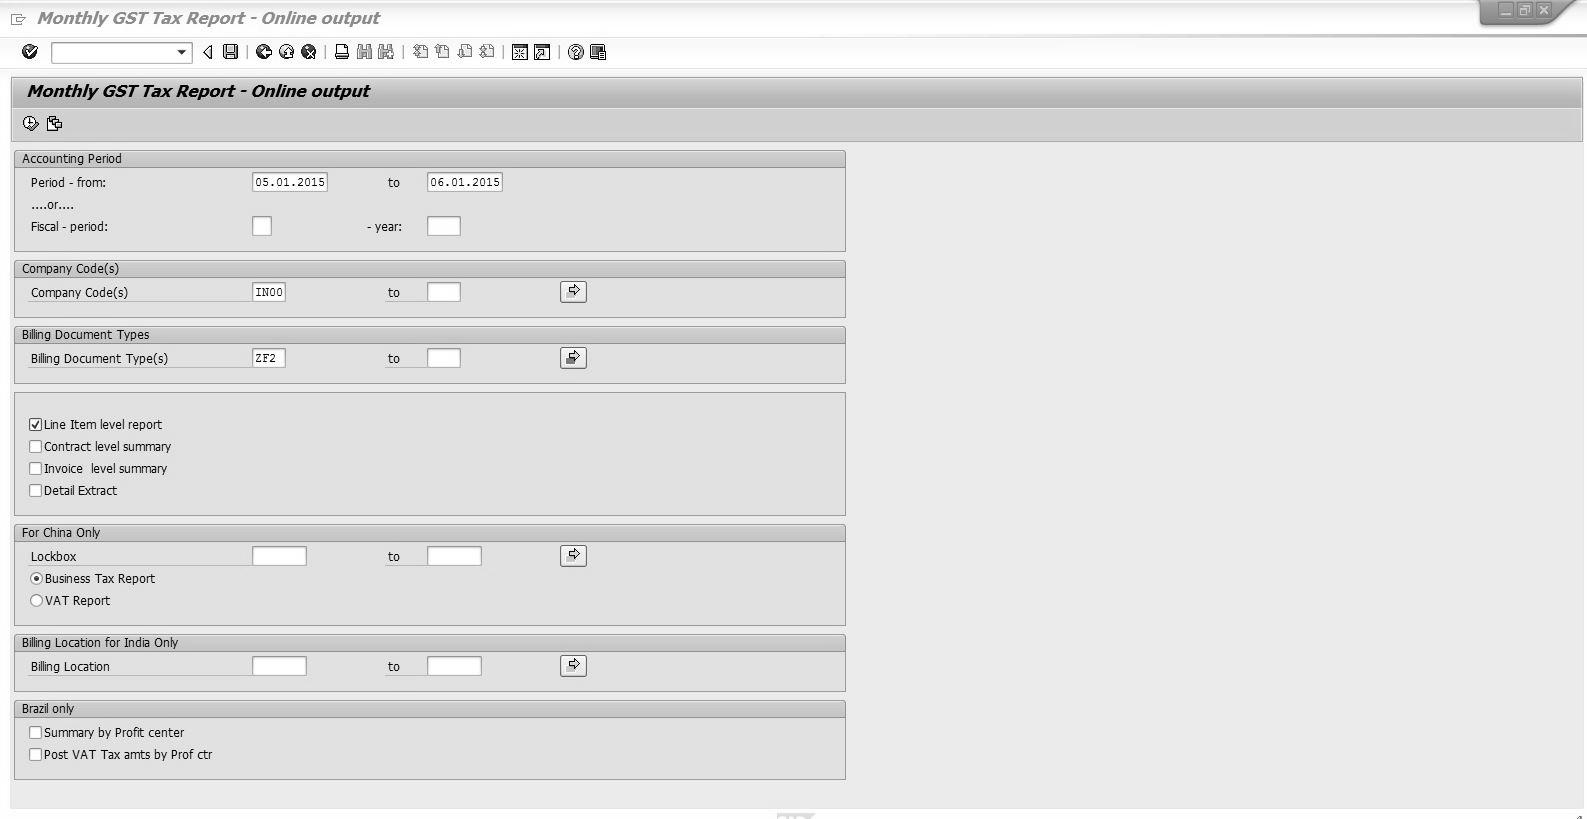 Monthly GST Tax Report - Online output
Monthly GST Tax Report - Online output
Accounting Period
Period - from: 05.01.2015 to 06.01.2015
....or....
Fiscal - period: - year:
Company Code(s)
Company Code(s) IN00 to
Billing Document Types
Billing Document Type(s) ZF2 to
Line Item level report
Contract level summary
Invoice level summary
Detail Extract
For China Only
Lockbox to
Business Tax Report
VAT Report
Billing Location for India Only
Billing Location to
Brazil only
Summary by Profit center
Post VAT Tax amts by Prof ctr